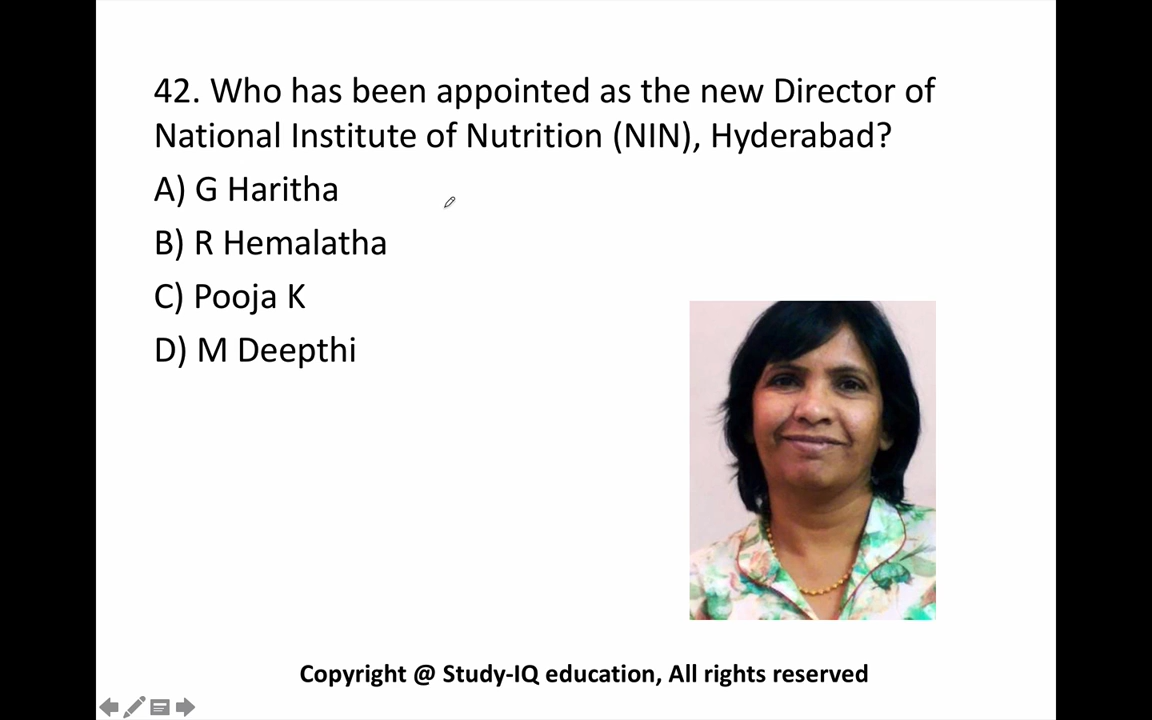 42. Who has been appointed as the new Director of
National Institute of Nutrition (NIN), Hyderabad?
A) G Haritha
B) R Hemalatha
C) Pooja K
D) M Deepthi
Copyright @ Study-IQ education, All rights reserved